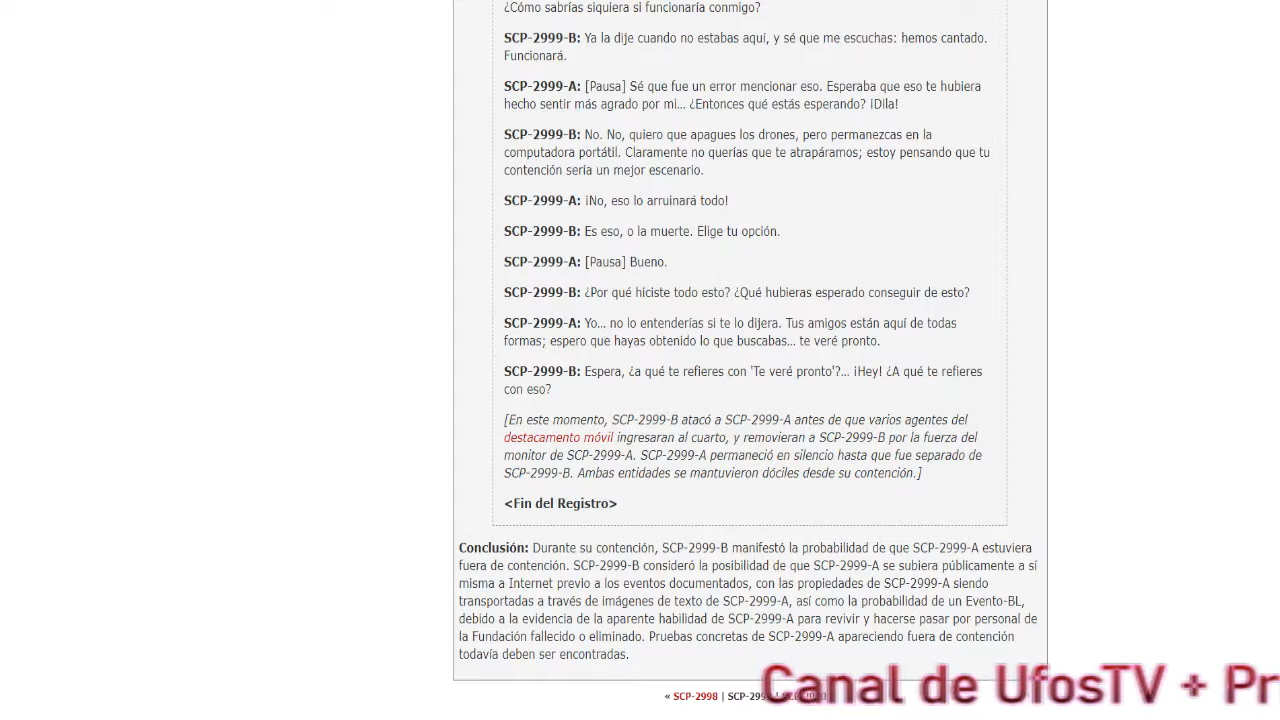 ¿Cómo sabrías siquiera si funcionaría conmigo?
SCP-2999-B: Ya la dije cuando no estabas aquí, y sé que me escuchas: hemos cantado.
Funcionará.
SCP-2999-A: [Pausa] Sé que fue un error mencionar eso. Esperaba que eso te hubiera
hecho sentir más agrado por mi... ¿Entonces qué estás esperando? ¡Dila!
SCP-2999-B: No. No, quiero que apagues los drones, pero permanezcas en la
computadora portátil. Claramente no querías que te atrapáramos; estoy pensando que tu
contención sería un mejor escenario.
SCP-2999-A: ¡No, eso lo arruinará todo!
SCP-2999-B: Es eso, o la muerte. Elige tu opción.
SCP-2999-A: [Pausa] Bueno.
SCP-2999-B: ¿Por qué hiciste todo esto? ¿Qué hubieras esperado conseguir de esto?
SCP-2999-A: Yo... no lo entenderías si te lo dijera. Tus amigos están aquí de todas
formas; espero que hayas obtenido lo que buscabas... te veré pronto.
SCP-2999-B: Espera, ¿a qué te refieres con 'Te veré pronto'?... ¡Hey! ¿A qué te refieres
con eso?
[En este momento, SCP-2999-B atacó a SCP-2999-A antes de que varios agentes del
destacamento móvil ingresaran al cuarto, y removieran a SCP-2999-B por la fuerza del
monitor de SCP-2999-A. SCP-2999-A permaneció en silencio hasta que fue separado de
SCP-2999-B. Ambas entidades se mantuvieron dóciles desde su contención.]
<Fin del Registro>
Conclusión: Durante su contención, SCP-2999-B manifestó la probabilidad de que SCP-2999-A estuviera
fuera de contención. SCP-2999-B consideró la posibilidad de que SCP-2999-A se subiera públicamente a sí
misma a Internet previo a los eventos documentados, con las propiedades de SCP-2999-A siendo
transportadas a través de imágenes de texto de SCP-2999-A, así como la probabilidad de un Evento-BL,
debido a la evidencia de la aparente habilidad de SCP-2999-A para revivir y hacerse pasar por personal de
la Fundación fallecido o eliminado. Pruebas concretas de SCP-2999-A apareciendo fuera de contención
todavía deben ser encontradas.
« SCP-2998 |
Canal de UfosTV + Pr